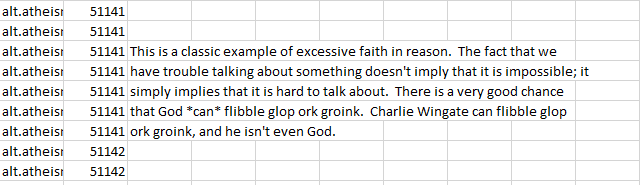 alt.atheisr 51141
alt.atheisr 51141
alt.atheisr 51141 This is a classic example of excessive faith in reason.  The fact that we
alt.atheisr 51141 have trouble talking about something doesn't imply that it is impossible; it
alt.atheisr 51141 simply implies that it is hard to talk about.  There is a very good chance
alt.atheisr 51141 that God *can* flibble glop ork groink.  Charlie Wingate can flibble glop
alt.atheisr 51141 ork groink, and he isn't even God.
alt.atheisr 51142
alt.atheisr 51142